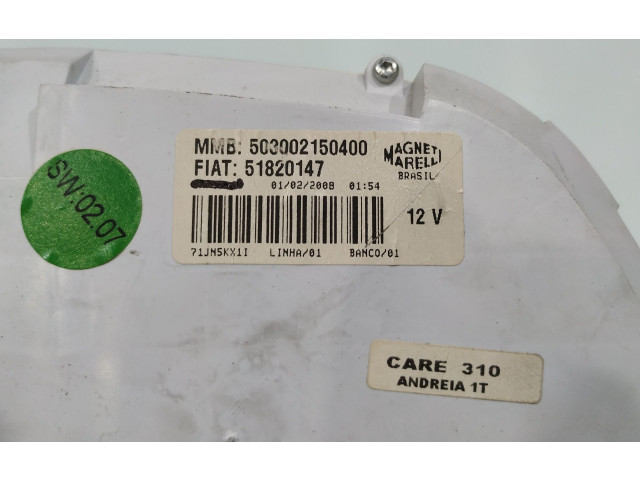 MMB: 503002150400
FIAT: 51820147
01/02/2008 01:54
71JN5KX1I LINHA/01 BANCO/01
MAGNETI
MARELLI
BRASIL
12 V
SW:02.07
CARE 310
ANDREIA 1T